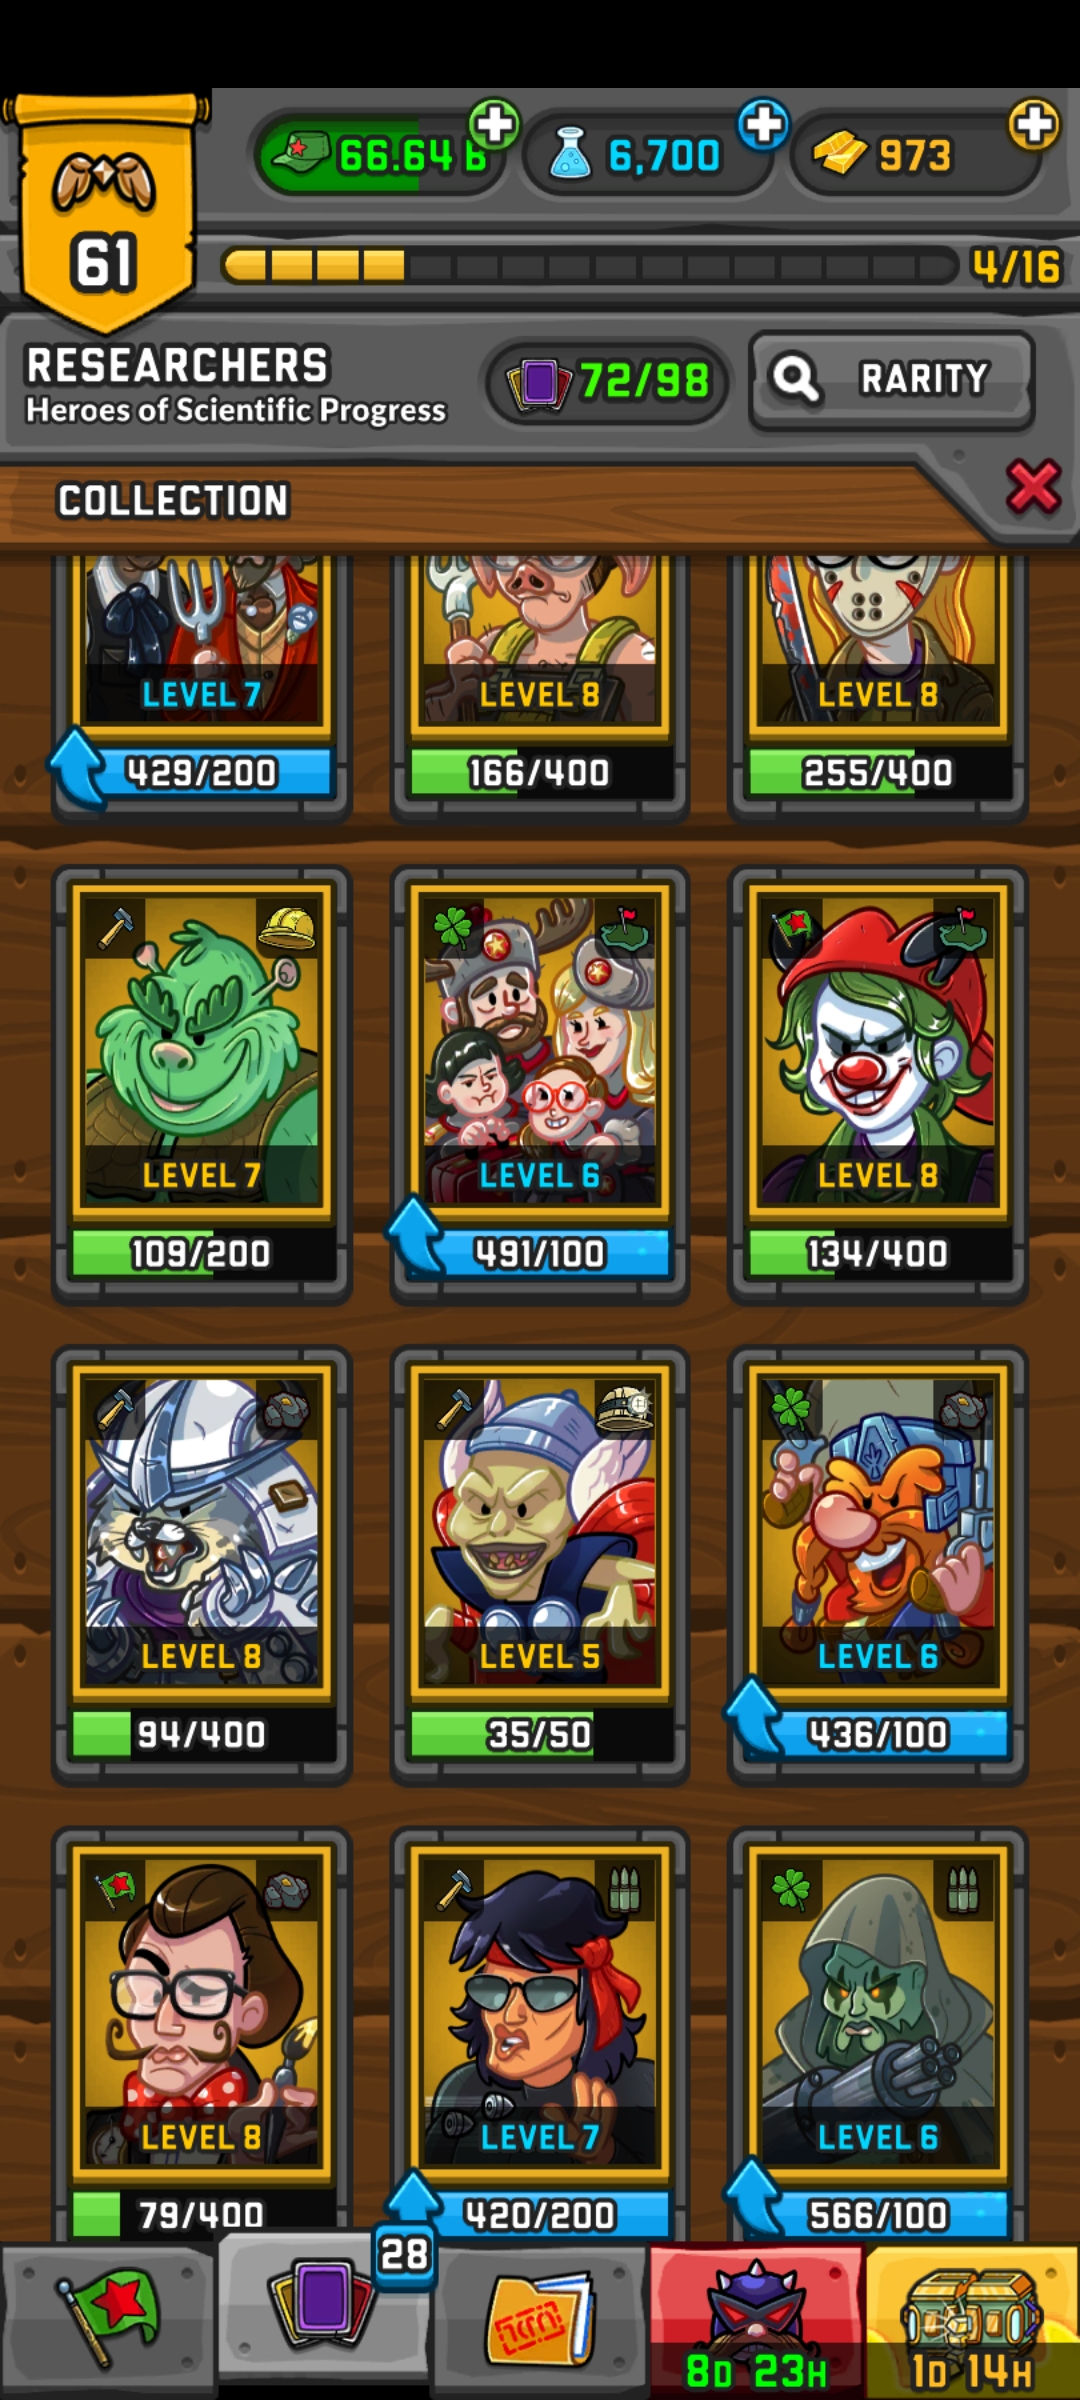 66.64 B
6,700
973
61
4/16
RESEARCHERS
Heroes of Scientific Progress
72/98
RARITY
COLLECTION
LEVEL 7
LEVEL 8
LEVEL 8
429/200
166/400
255/400
LEVEL 7
LEVEL 6
LEVEL 8
109/200
491/100
134/400
LEVEL 8
LEVEL 5
LEVEL 6
94/400
35/50
436/100
LEVEL 8
LEVEL 7
LEVEL 6
79/400
420/200
566/100
28
8D 23H
1D 14H